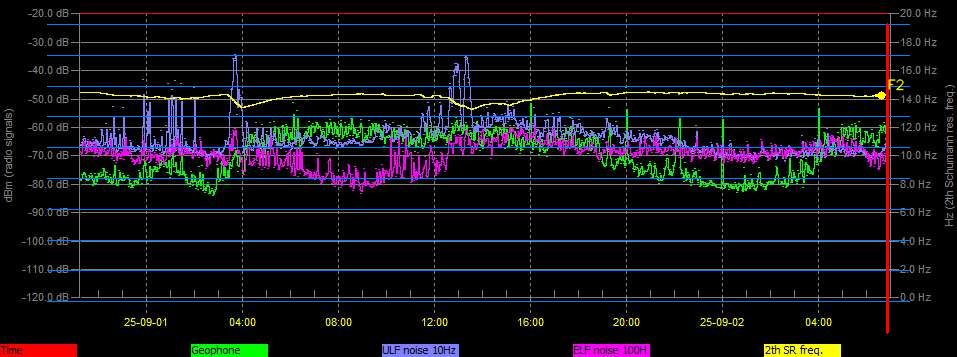 -20.0 dB 20.0 Hz
-30.0 dB 18.0 Hz
-40.0 dB 16.0 Hz
F2
-50.0 dB 14.0 Hz
-60.0 dB 12.0 Hz
-70.0 dB 10.0 Hz
-80.0 dB 8.0 Hz
-90.0 dB 6.0 Hz
-100.0 dB 4.0 Hz
-110.0 dB 2.0 Hz
-120.0 dB 0.0 Hz
dBm (radio signals)
Hz (2th Schumann res. freq.)
25-09-01 04:00 08:00 12:00 16:00 20:00 25-09-02 04:00
Time Geophone ULF noise 10Hz ELF noise 100H 2th SR freq.